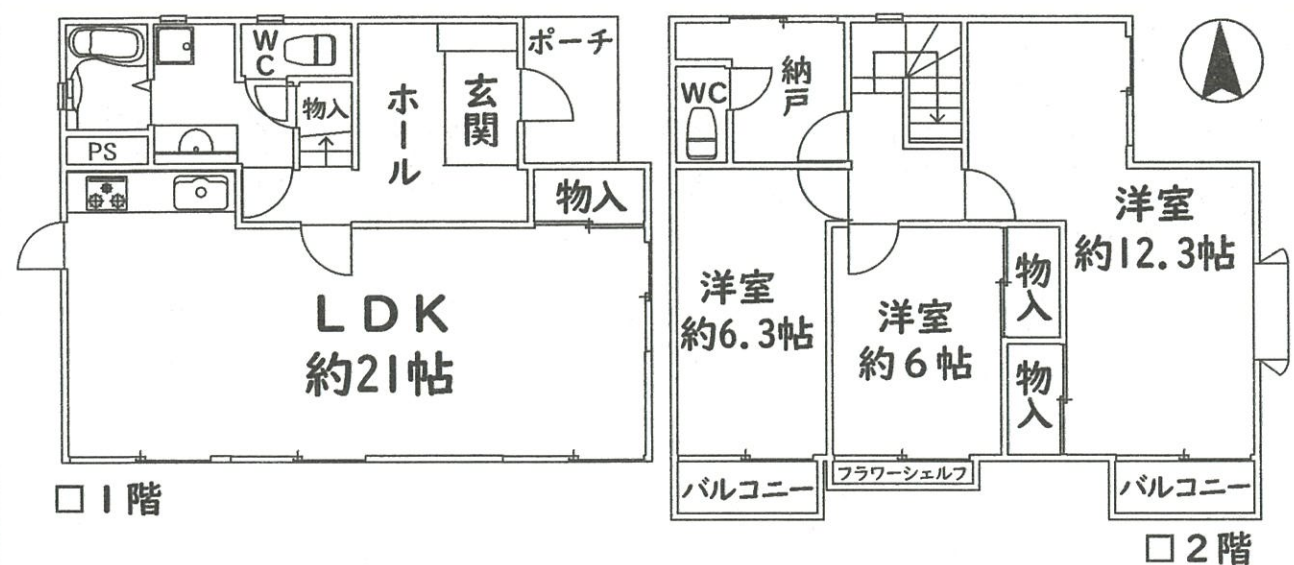 WC
物入
ホール
玄関
ポーチ
PS
物入
LDK
約21帖
□1階
WC
納戸
洋室
約12.3帖
洋室
約6.3帖
洋室
約6帖
物入
物入
バルコニー
フラワーシェルフ
バルコニー
□2階